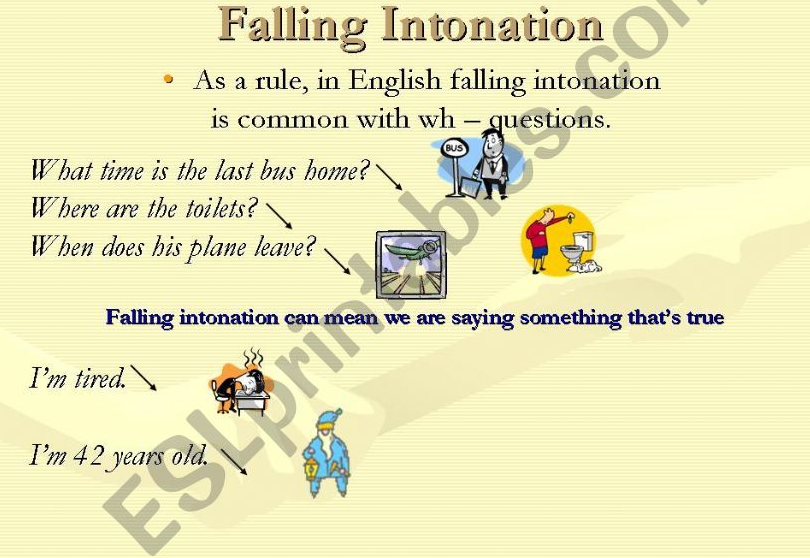 Falling Intonation
• As a rule, in English falling intonation
is common with wh – questions.
What time is the last bus home?
BUS
Where are the toilets?
When does his plane leave?
Falling intonation can mean we are saying something that's true
I'm tired.
I'm 42 years old.
ESLprintables.com